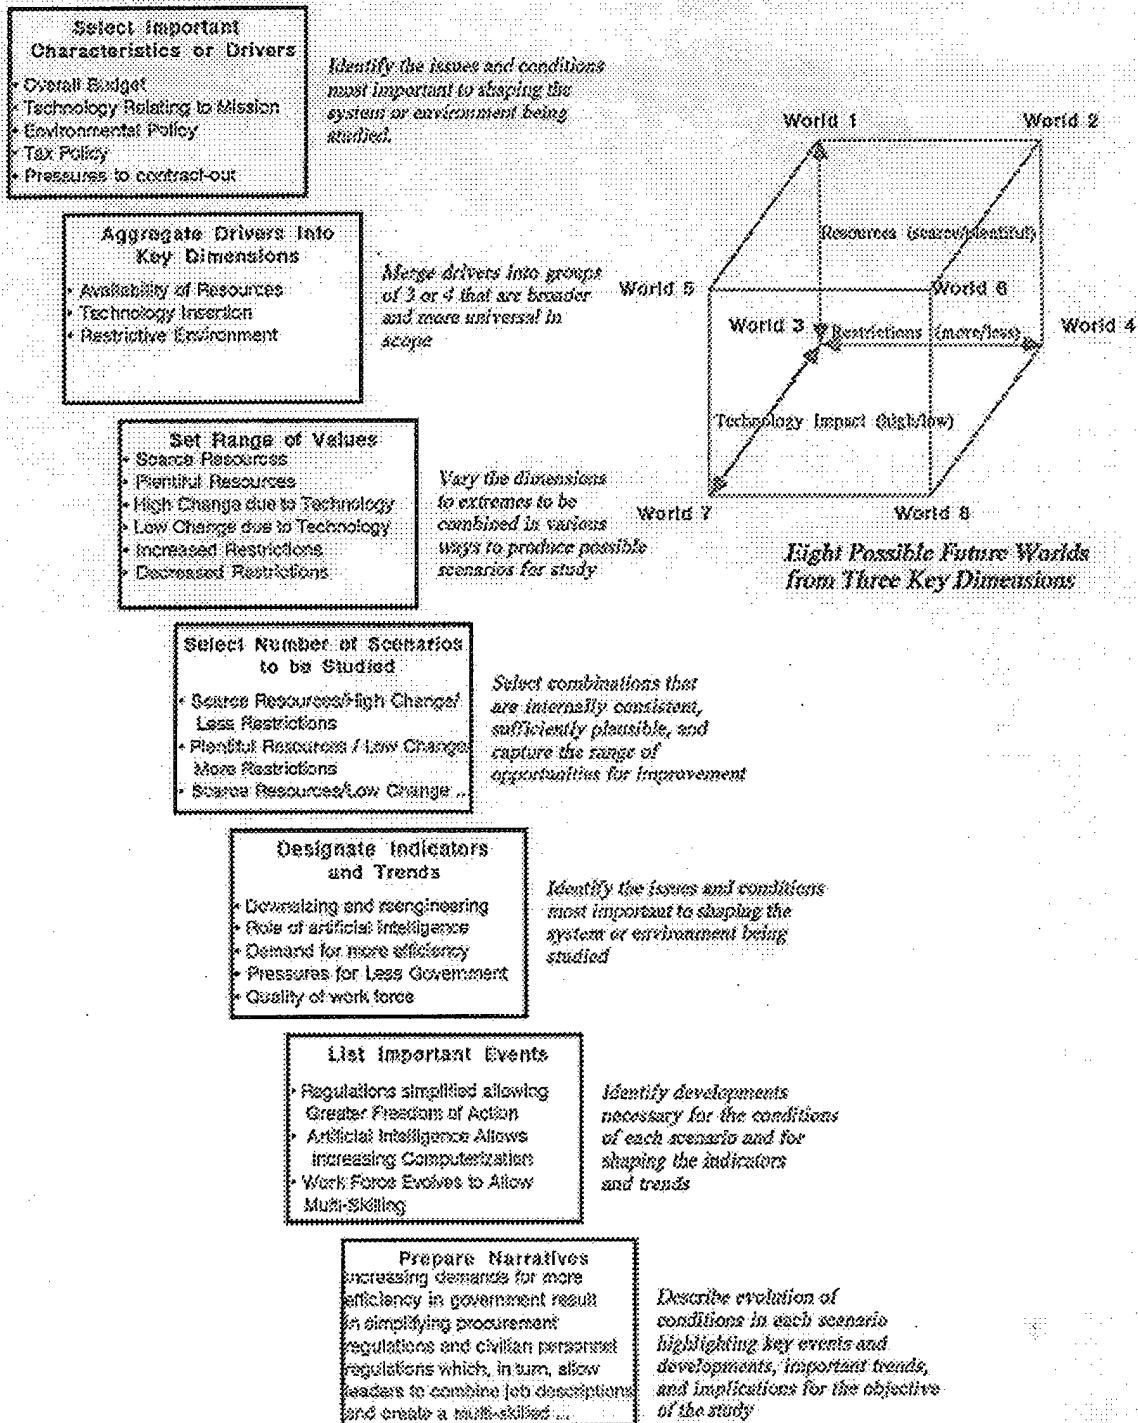 Select Important
Characteristics or Drivers
• Overall Budget
• Technology Relating to Mission
• Environmental Policy
• Tax Policy
• Pressures to contract-out
Identify the issues and conditions
most important to shaping the
system or environment being
studied.
Aggregate Drivers Into
Key Dimensions
• Availability of Resources
• Technology Insertion
• Restrictive Environment
Merge drivers into groups
of 3 or 4 that are broader
and more universal in
scope
World 1
World 2
Resources (scarce/plentiful)
World 5
World 6
World 3
Restrictions (more/less)
World 4
Technology Impact (high/low)
World 7
World 8
Eight Possible Future Worlds
from Three Key Dimensions
Set Range of Values
• Scarce Resources
• Plentiful Resources
• High Change due to Technology
• Low Change due to Technology
• Increased Restrictions
• Decreased Restrictions
Vary the dimensions
to extremes to be
combined in various
ways to produce possible
scenarios for study
Select Number of Scenarios
to be Studied
• Scarce Resources/High Change/
Less Restrictions
• Plentiful Resources / Low Change/
More Restrictions
• Scarce Resources/Low Change ...
Select combinations that
are internally consistent,
sufficiently plausible, and
capture the range of
opportunities for improvement
Designate Indicators
and Trends
• Downsizing and reengineering
• Role of artificial intelligence
• Demand for more efficiency
• Pressures for Less Government
• Quality of work force
Identify the issues and conditions
most important to shaping the
system or environment being
studied
List Important Events
• Regulations simplified allowing
Greater Freedom of Action
• Artificial Intelligence Allows
Increasing Computerization
• Work Force Evolves to Allow
Multi-Skilling
Identify developments
necessary for the conditions
of each scenario and for
shaping the indicators
and trends
Prepare Narratives
Increasing demands for more
efficiency in government result
in simplifying procurement
regulations and civilian personnel
regulations which, in turn, allow
leaders to combine job descriptions
and create a multi-skilled ...
Describe evolution of
conditions in each scenario
highlighting key events and
developments, important trends,
and implications for the objective
of the study